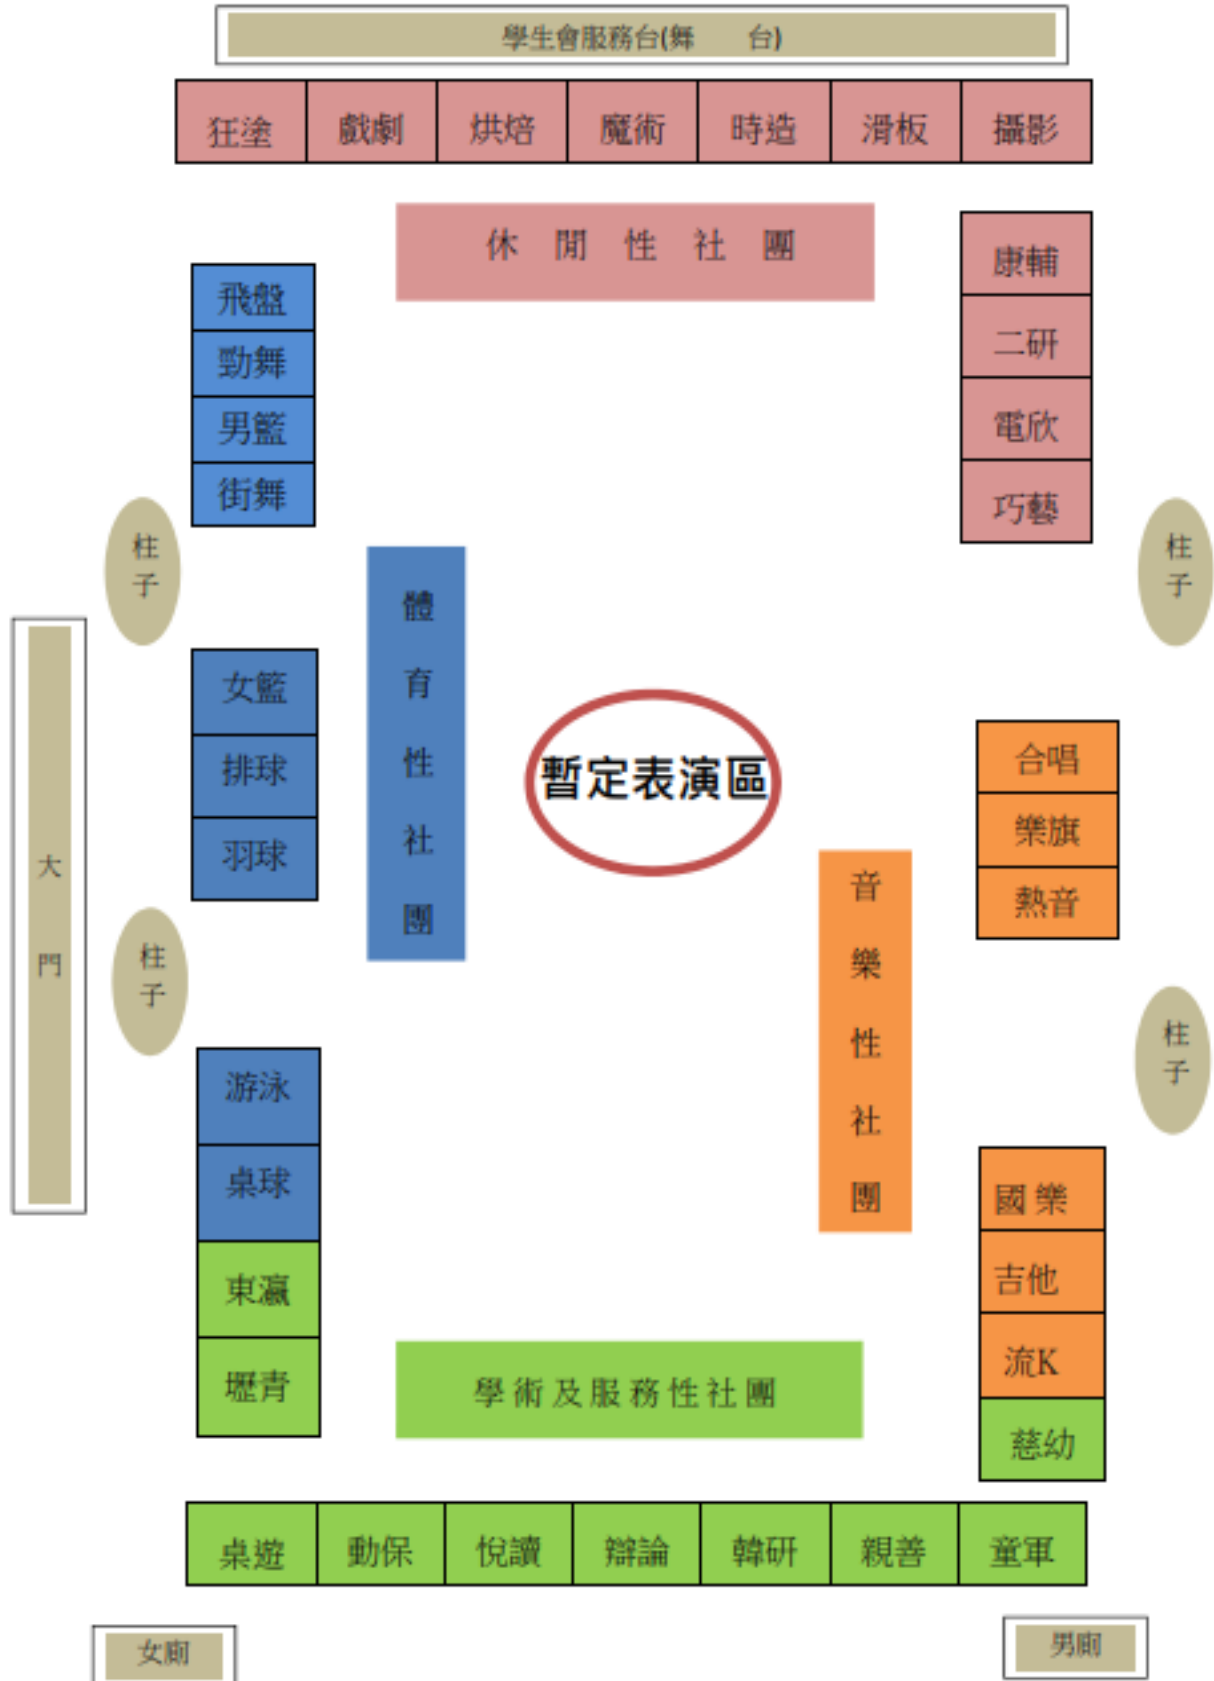 學生會服務台(舞 台)
狂塗 戲劇 烘焙 魔術 時造 滑板 攝影
休閒性社團
康輔
二研
電欣
巧藝
飛盤
勁舞
男籃
街舞
柱子
柱子
體育性社團
女籃
排球
羽球
暫定表演區
合唱
樂旗
熱音
大門
音樂性社團
柱子
柱子
游泳
桌球
東瀛
壢青
國樂
吉他
流K
慈幼
學術及服務性社團
桌遊 動保 悅讀 辯論 韓研 親善 童軍
女廁
男廁